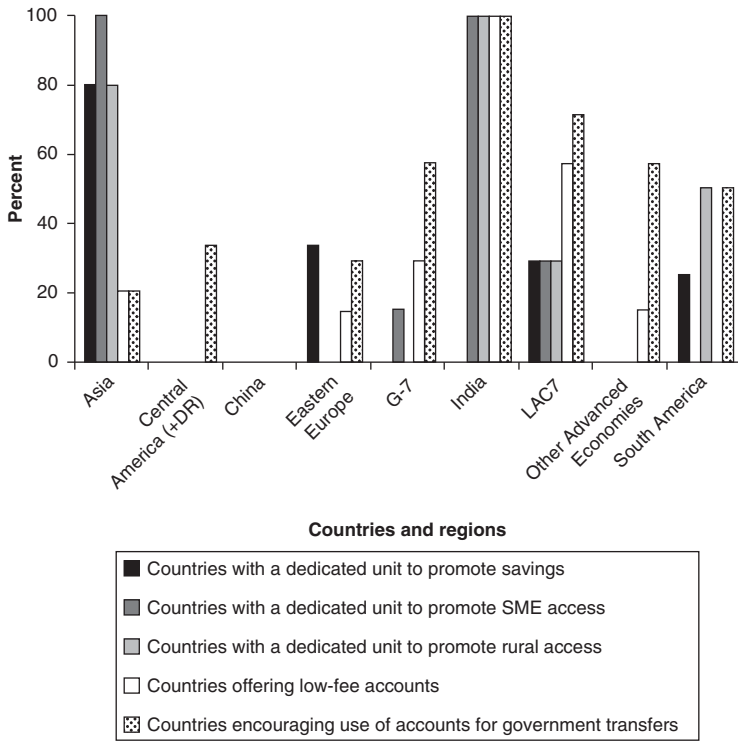 100
80
60
40
20
0
Percent
Asia
Central
America (+DR)
China
Eastern
Europe
G-7
India
LAC7
Other Advanced
Economies
South America
Countries and regions
Countries with a dedicated unit to promote savings
Countries with a dedicated unit to promote SME access
Countries with a dedicated unit to promote rural access
Countries offering low-fee accounts
Countries encouraging use of accounts for government transfers